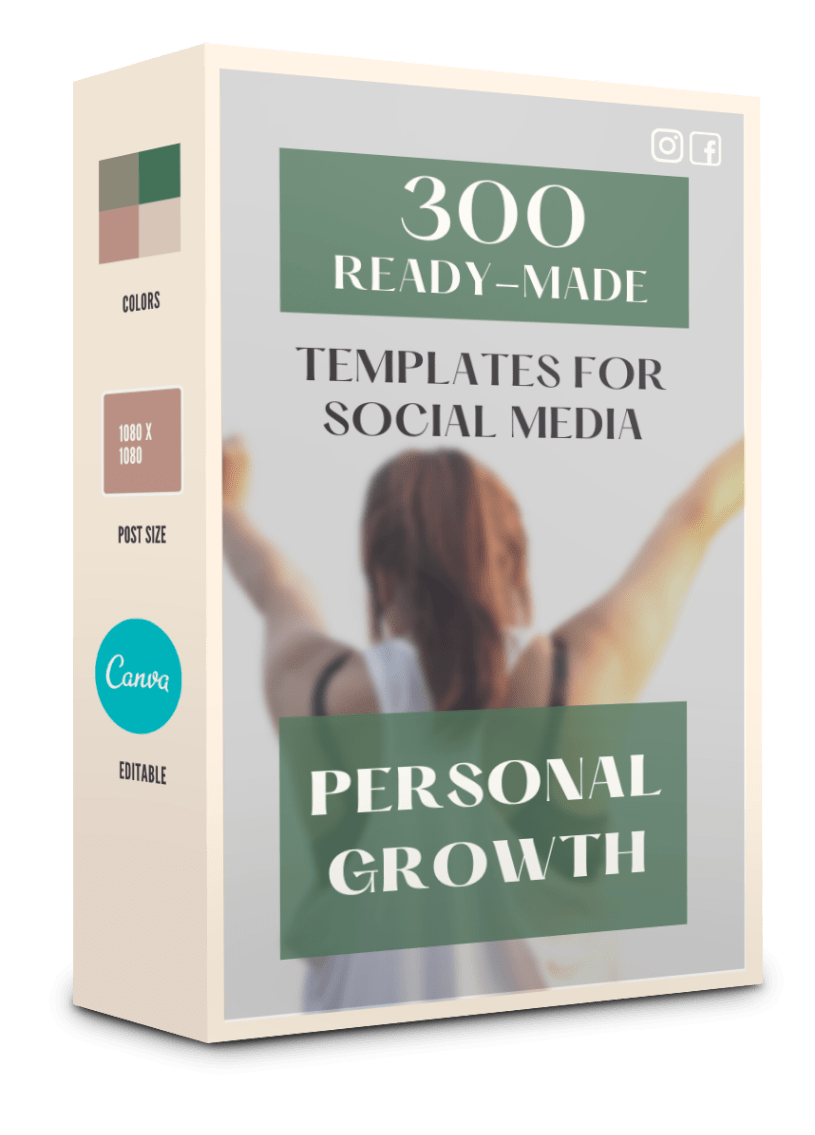 300
READY-MADE
TEMPLATES FOR
SOCIAL MEDIA
PERSONAL
GROWTH
COLORS
1080 X
1080
POST SIZE
Canva
EDITABLE